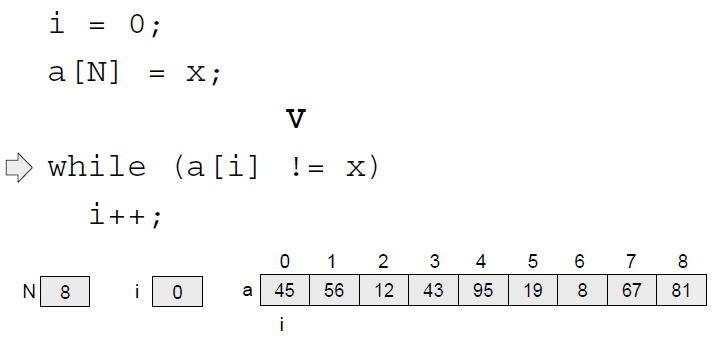 i = 0;
a[N] = x;
V
while (a[i] != x)
i++;
0 1 2 3 4 5 6 7 8
N 8 i 0 a 45 56 12 43 95 19 8 67 81
i